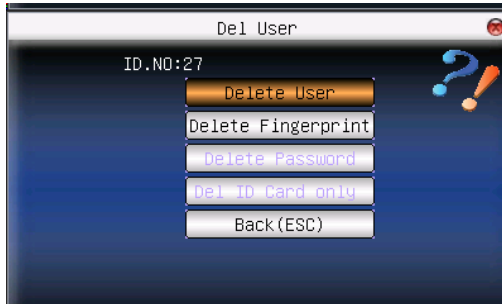 Del User
ID.NO:27
Delete User
Delete Fingerprint
Delete Password
Del ID Card only
Back(ESC)